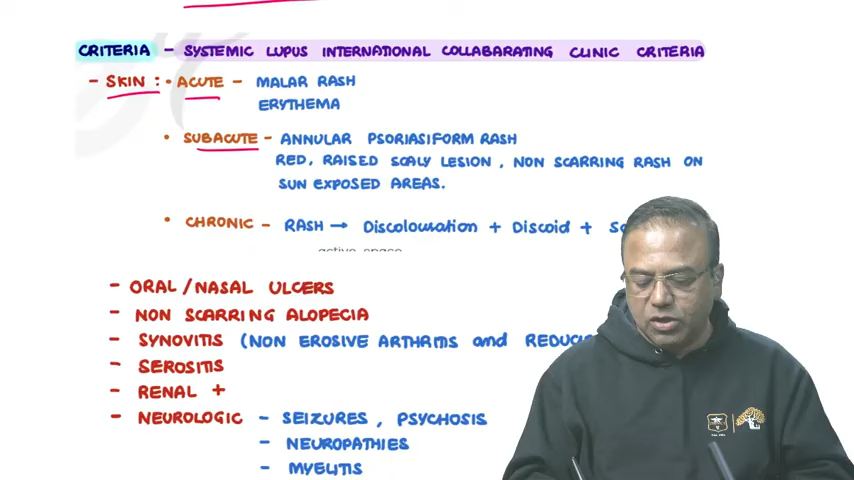 CRITERIA - SYSTEMIC LUPUS INTERNATIONAL COLLABARATING CLINIC CRITERIA
- SKIN : • ACUTE - MALAR RASH
ERYTHEMA
• SUBACUTE - ANNULAR PSORIASIFORM RASH
RED, RAISED SCALY LESION, NON SCARRING RASH ON
SUN EXPOSED AREAS.
• CHRONIC - RASH → Discolouration + Discoid +
- ORAL / NASAL ULCERS
- NON SCARRING ALOPECIA
- SYNOVITIS (NON EROSIVE ARTHRITIS and
- SEROSITIS
- RENAL +
- NEUROLOGIC - SEIZURES, PSYCHOSIS
- NEUROPATHIES
- MYELITIS